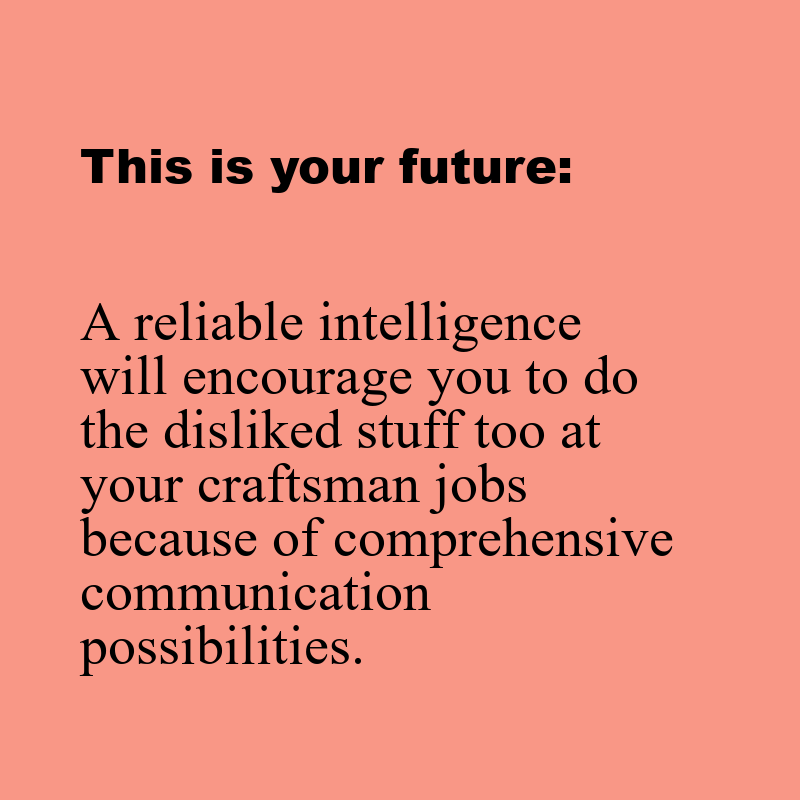 This is your future:
A reliable intelligence
will encourage you to do
the disliked stuff too at
your craftsman jobs
because of comprehensive
communication
possibilities.